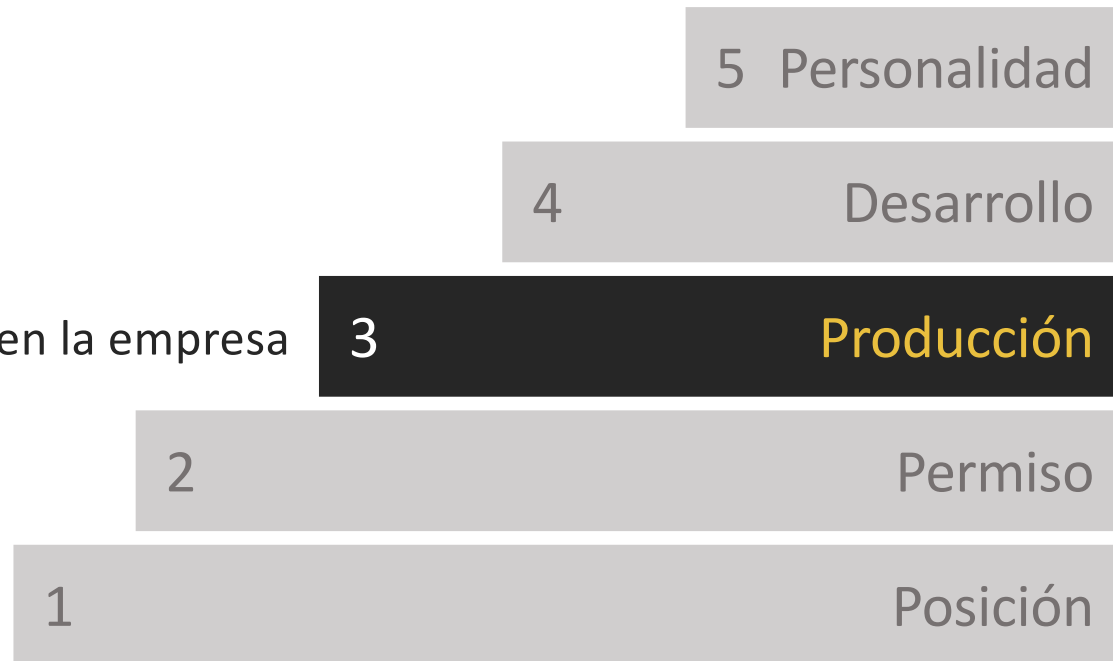 5 Personalidad
4 Desarrollo
en la empresa 3 Producción
2 Permiso
1 Posición